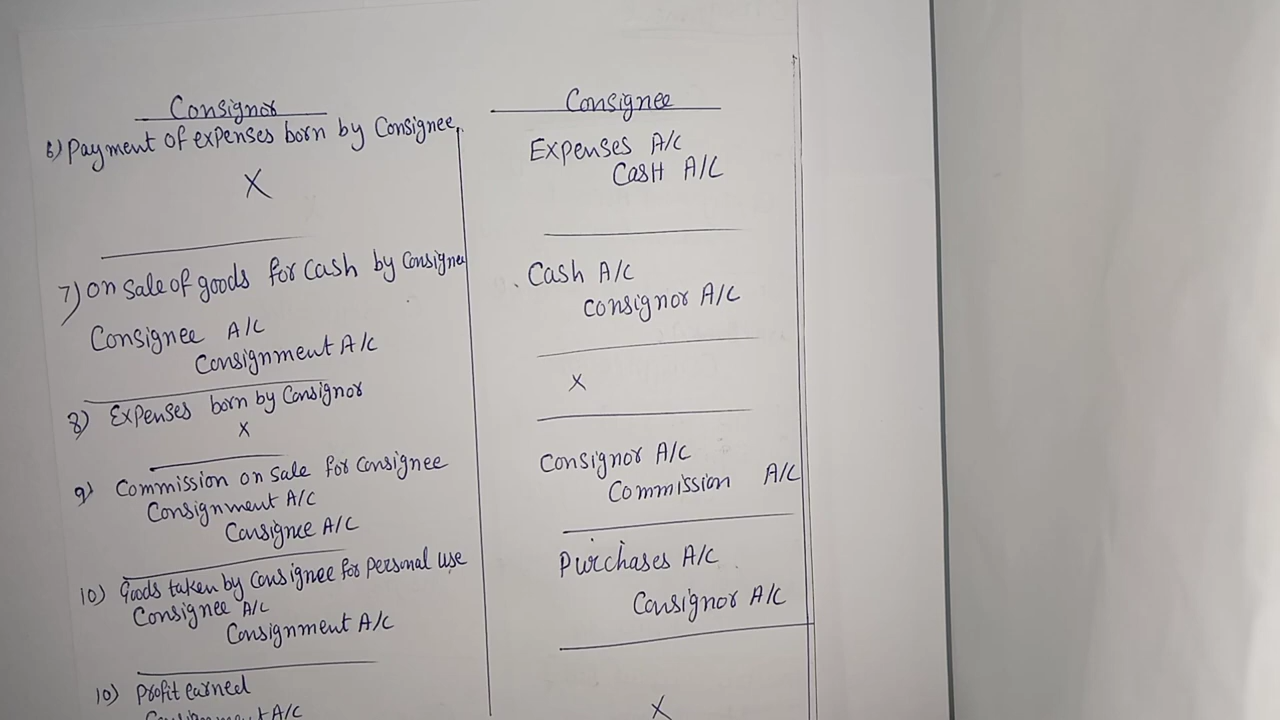 Consignor
6) Payment of expenses born by Consignee
X
7) on sale of goods for cash by Consignee
Consignee A/C
Consignment A/C
8) Expenses born by Consignor
X
9) Commission on sale for Consignee
Consignment A/C
Consignee A/C
10) Goods taken by consignee for personal use
Consignee A/C
Consignment A/C
10) Profit earned
Consignment A/C
Consignee
Expenses A/C
Cash A/C
Cash A/C
consignor A/C
X
Consignor A/C
Commission A/C
Purchases A/C
Consignor A/C
X